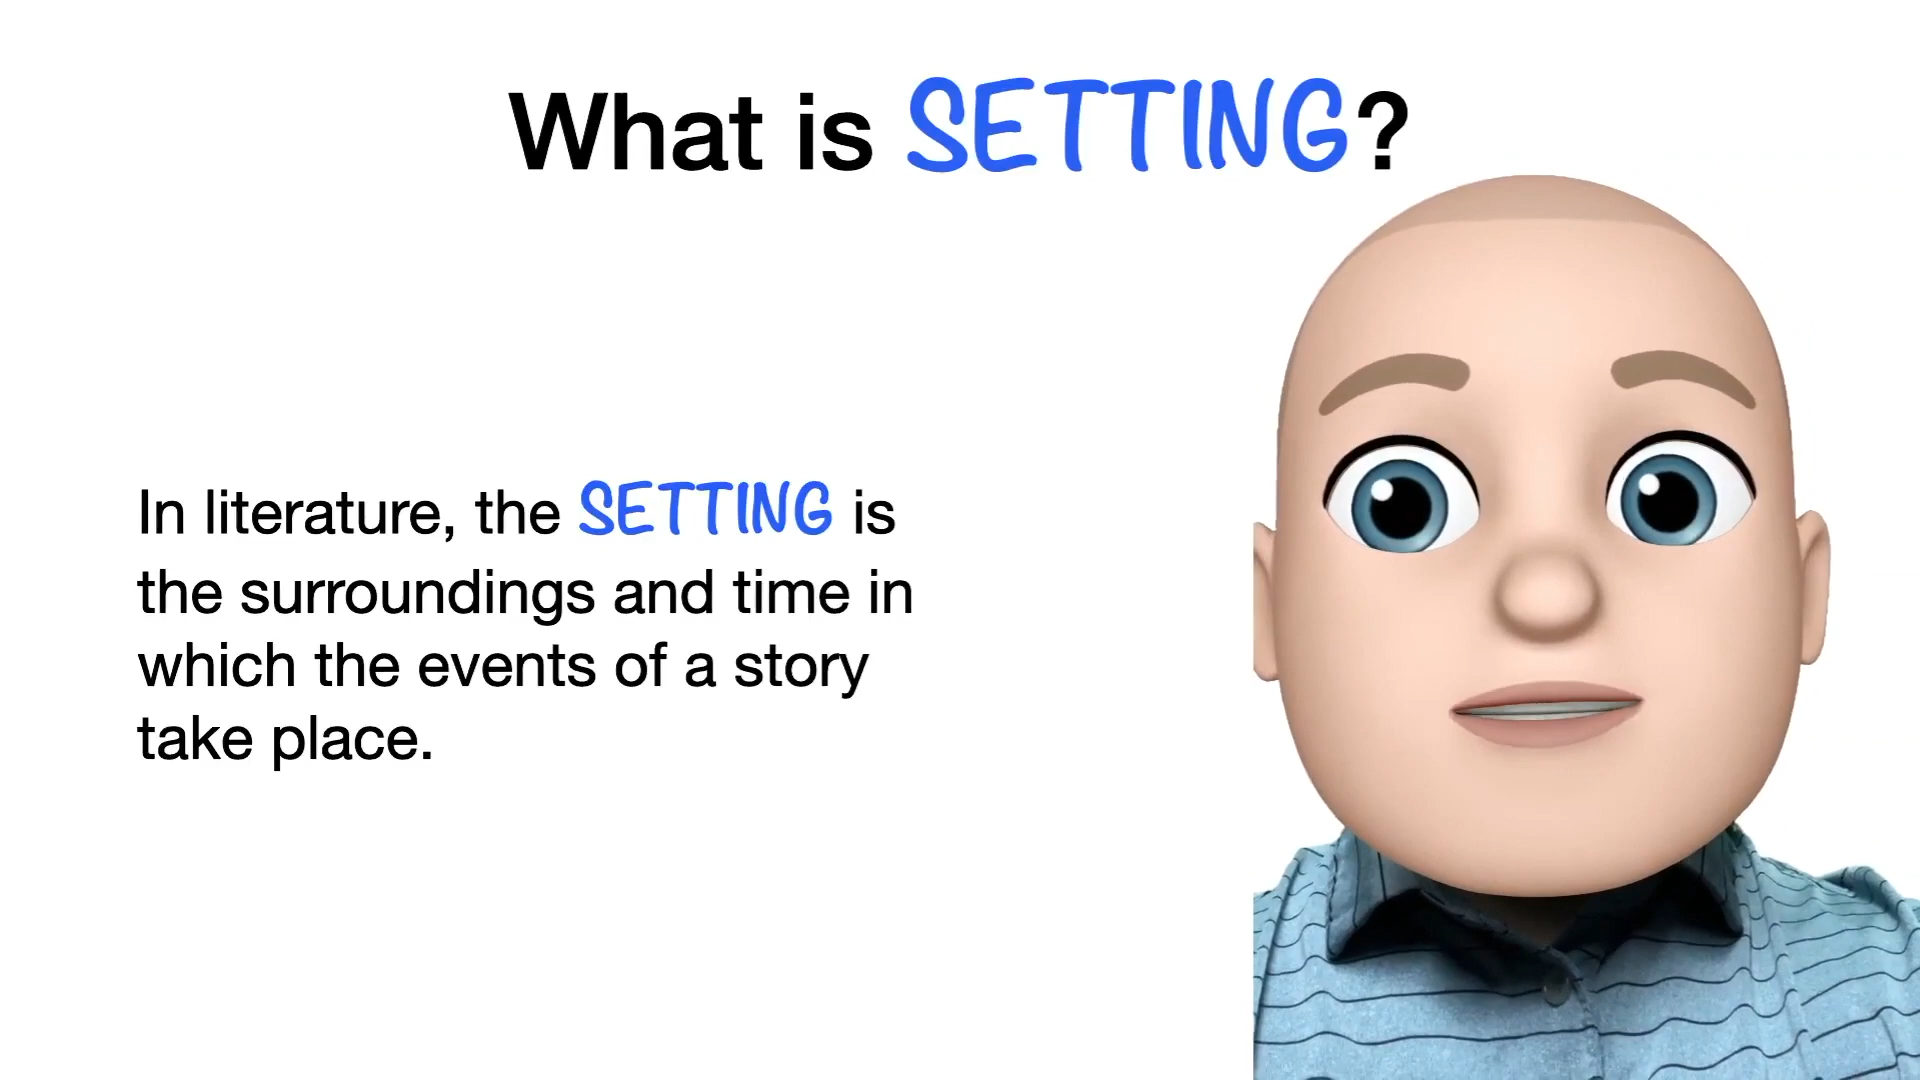 What is SETTING?
In literature, the SETTING is
the surroundings and time in
which the events of a story
take place.